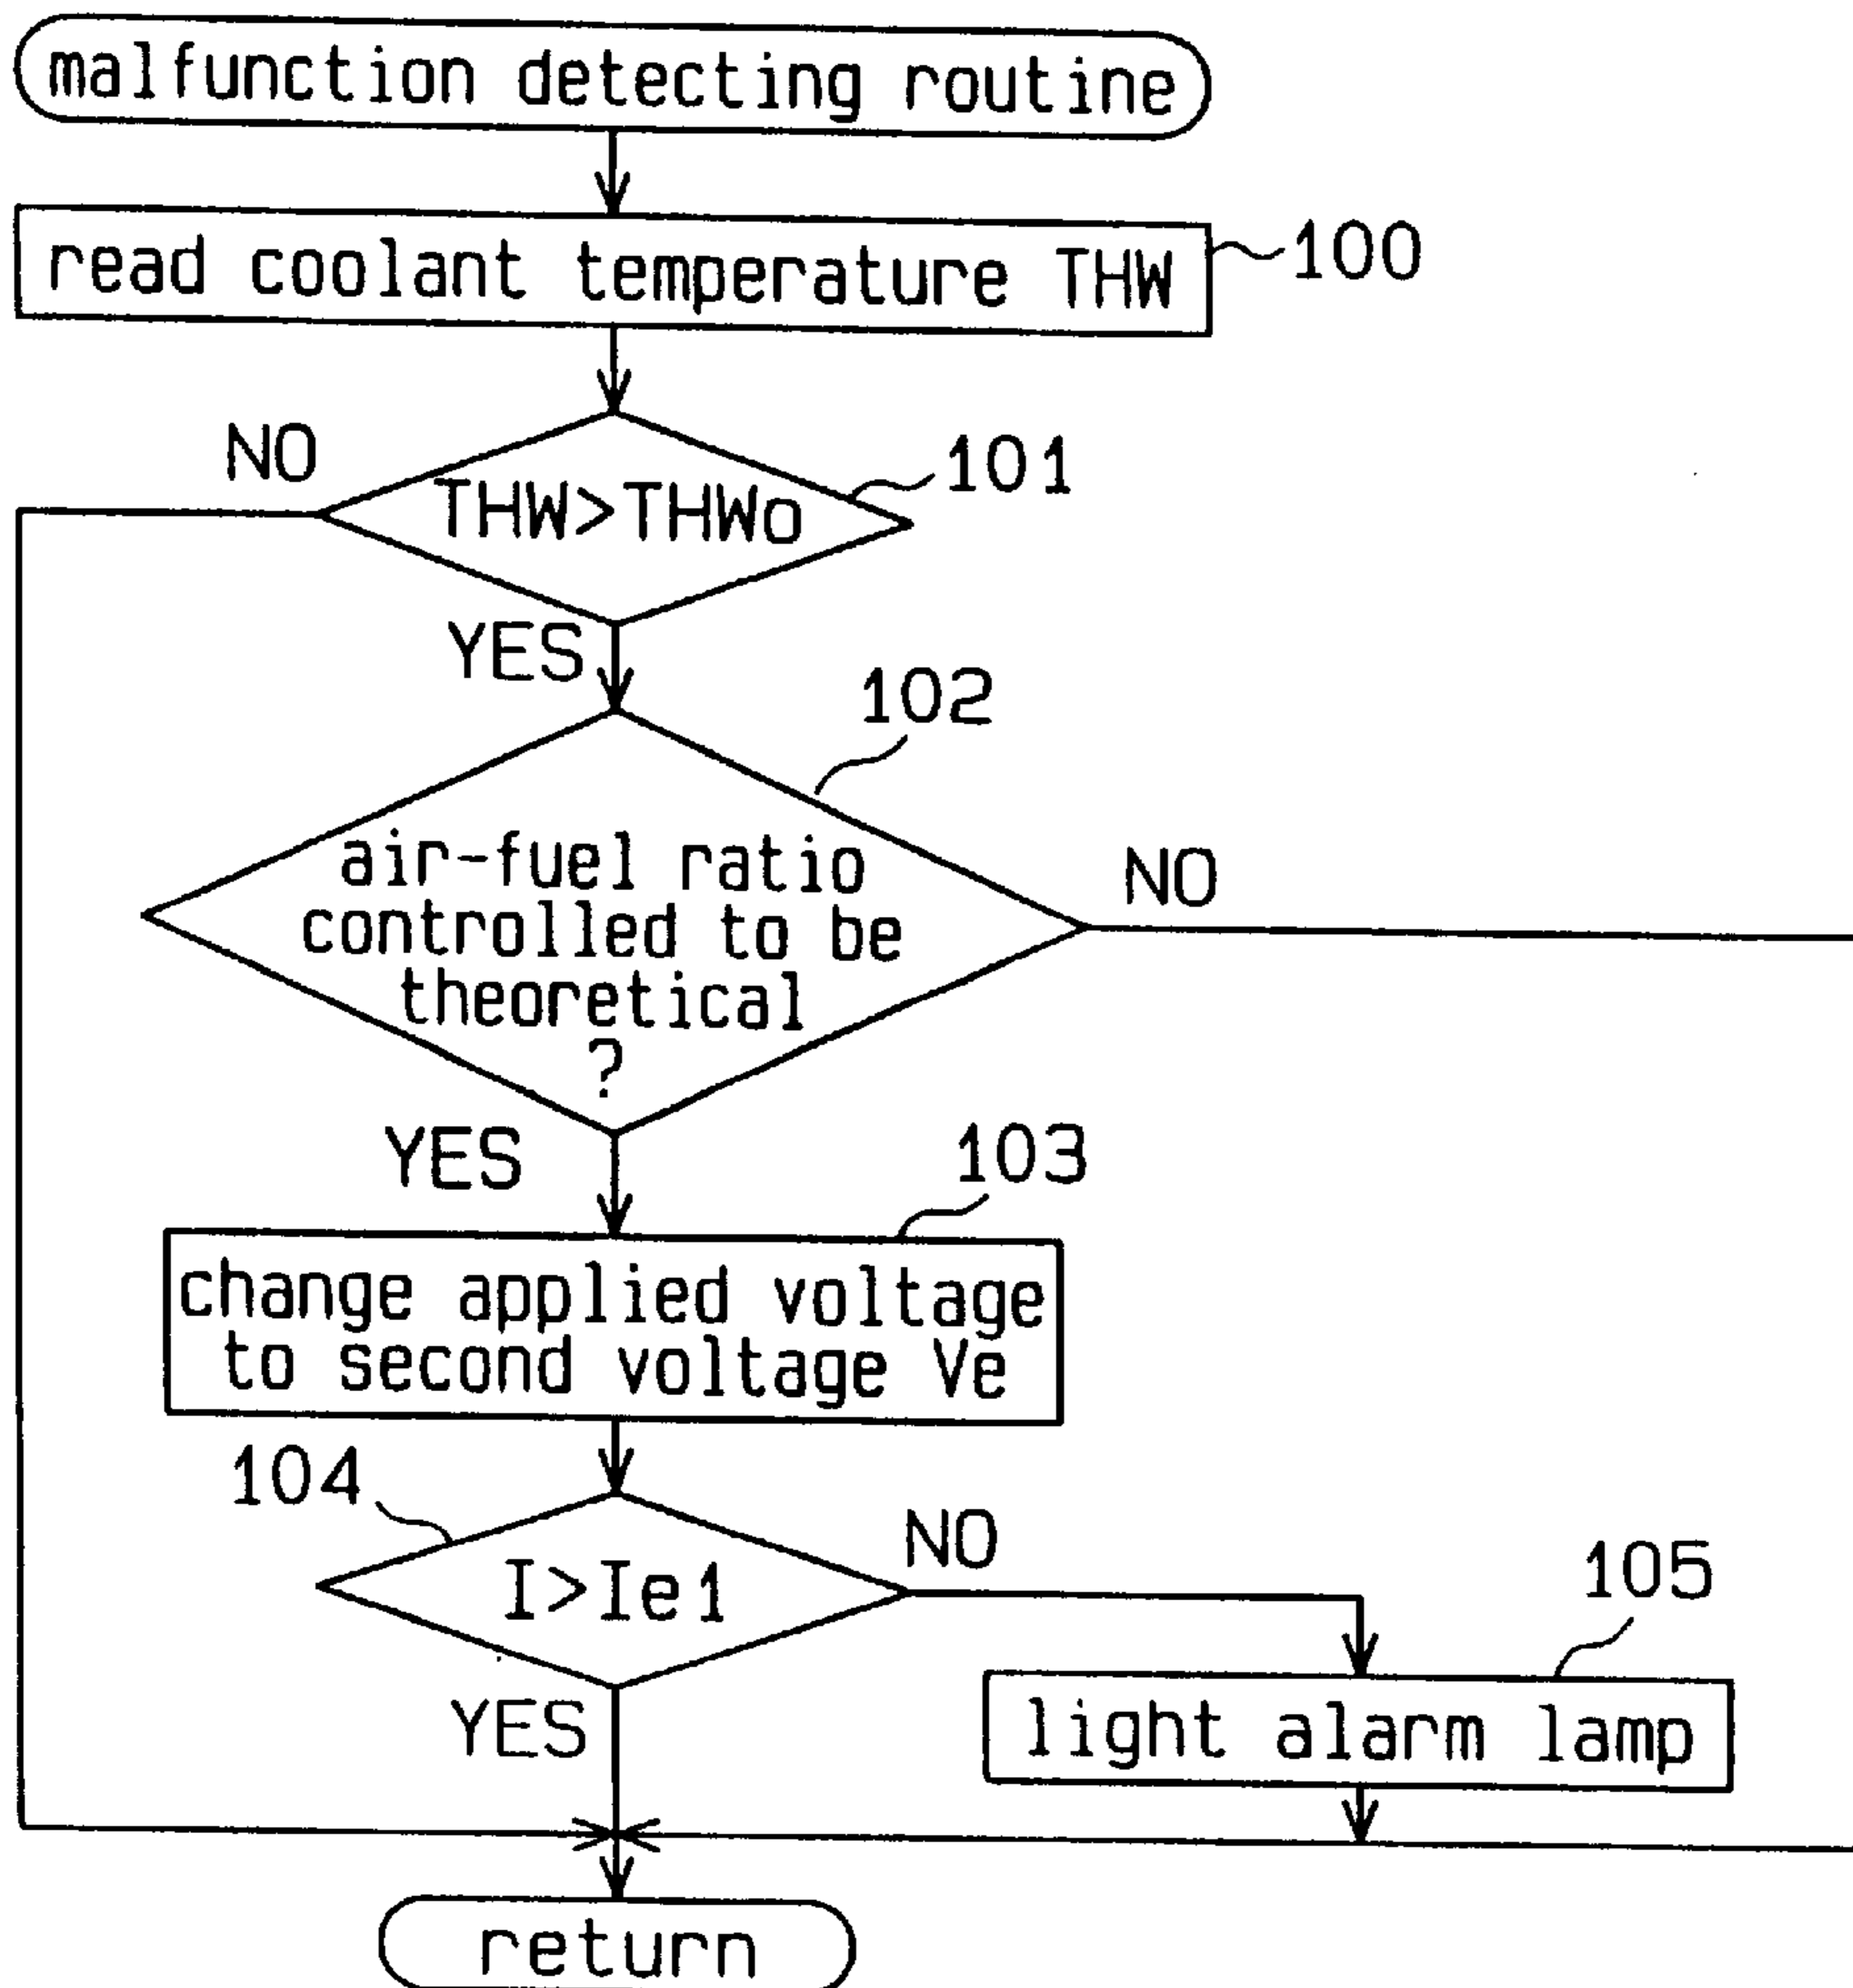 malfunction detecting routine
read coolant temperature THW
100
NO
THW>THWo
101
YES
102
air-fuel ratio
controlled to be
theoretical
?
NO
YES
103
change applied voltage
to second voltage Ve
104
I>Ie1
NO
105
YES
light alarm lamp
return